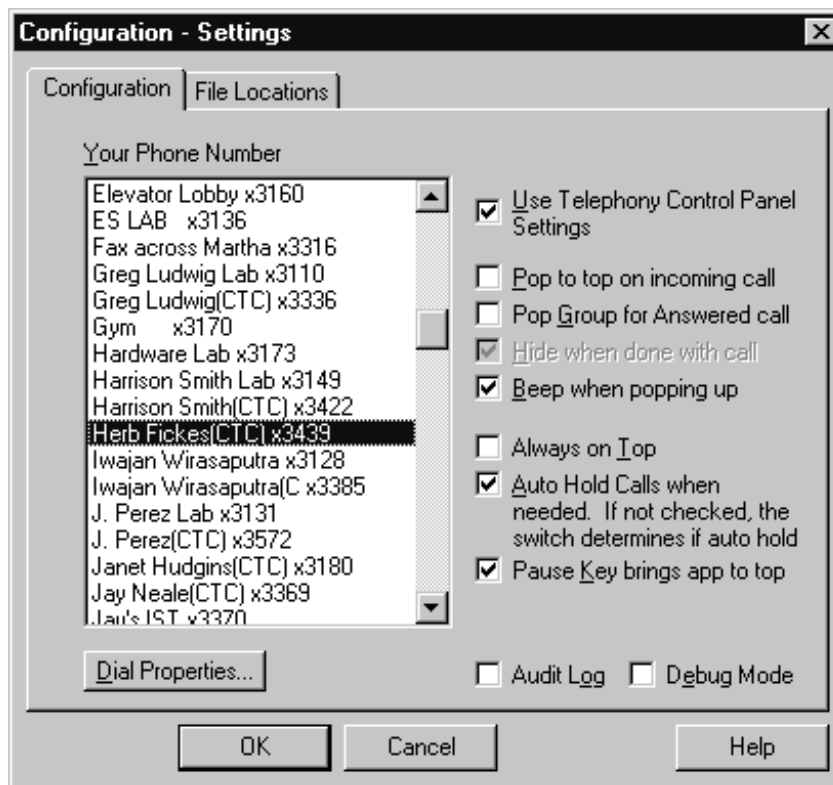 Configuration - Settings
Configuration
File Locations
Your Phone Number
Elevator Lobby x3160
ES LAB x3136
Fax across Martha x3316
Greg Ludwig Lab x3110
Greg Ludwig(CTC) x3336
Gym x3170
Hardware Lab x3173
Harrison Smith Lab x3149
Harrison Smith(CTC) x3422
Herb Fickes(CTC) x3439
Iwajan Wirasaputra x3128
Iwajan Wirasaputra(C x3385
J. Perez Lab x3131
J. Perez(CTC) x3572
Janet Hudgins(CTC) x3180
Jay Neale(CTC) x3369
Jay's IST x3370
Use Telephony Control Panel
Settings
Pop to top on incoming call
Pop Group for Answered call
Hide when done with call
Beep when popping up
Always on Top
Auto Hold Calls when
needed. If not checked, the
switch determines if auto hold
Pause Key brings app to top
Dial Properties...
Audit Log
Debug Mode
OK
Cancel
Help